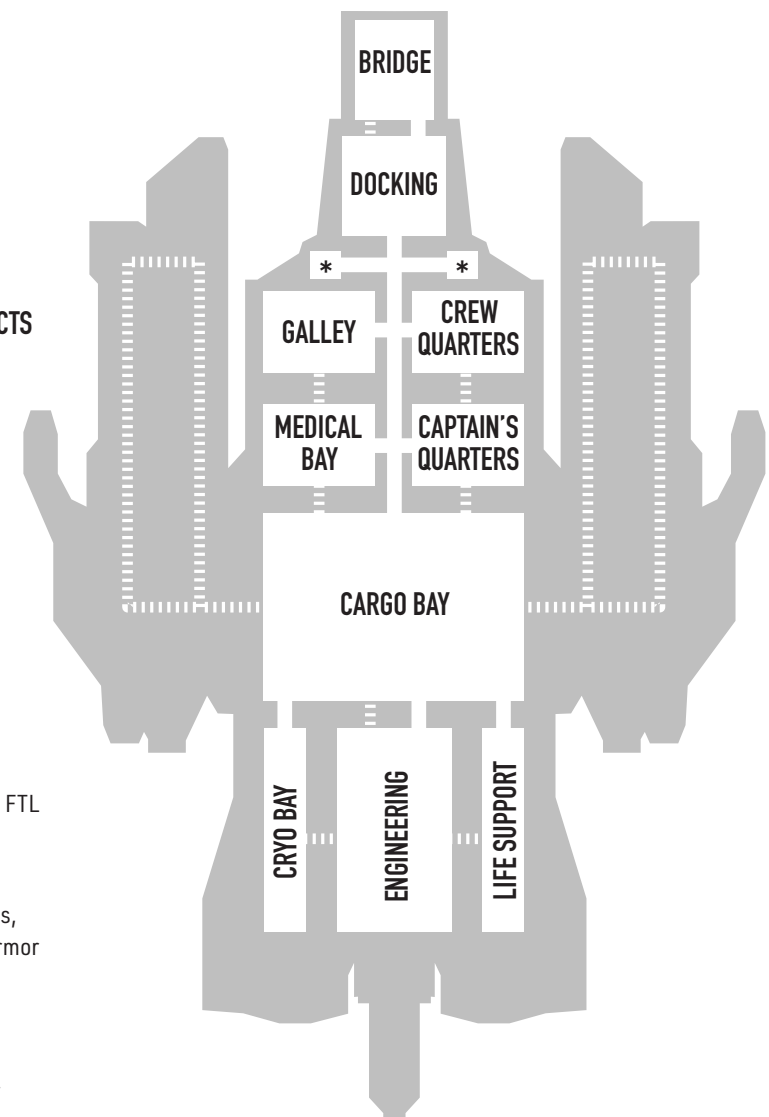 BRIDGE
DOCKING
*
*
CTS
GALLEY
CREW
QUARTERS
MEDICAL
BAY
CAPTAIN'S
QUARTERS
CARGO BAY
FTL
CRYO BAY
ENGINEERING
LIFE SUPPORT
s,
rmor